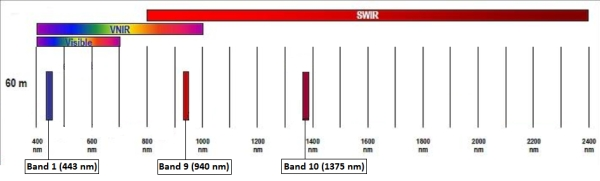 SWIR
VNIR
Visible
60 m
400 600 800 1000 1200 1400 1600 1800 2000 2200 2400
nm nm nm nm nm nm nm nm nm nm nm
Band 1 (443 nm) Band 9 (940 nm) Band 10 (1375 nm)